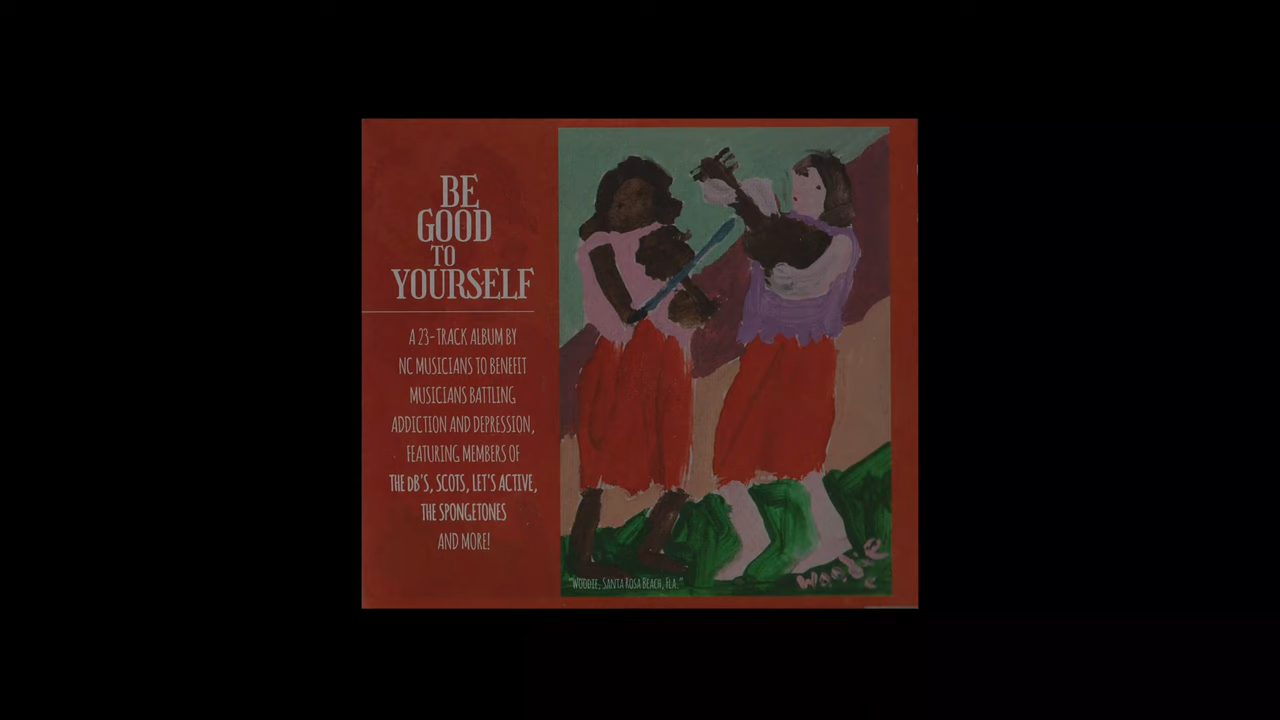 BE
GOOD
TO
YOURSELF
A 23-TRACK ALBUM BY
NC MUSICIANS TO BENEFIT
MUSICIANS BATTLING
ADDICTION AND DEPRESSION,
FEATURING MEMBERS OF
THE DB'S, SCOTS, LET'S ACTIVE,
THE SPONGETONES
AND MORE!
"WOODIE, SANTA ROSA BEACH, FLA."
Woodie